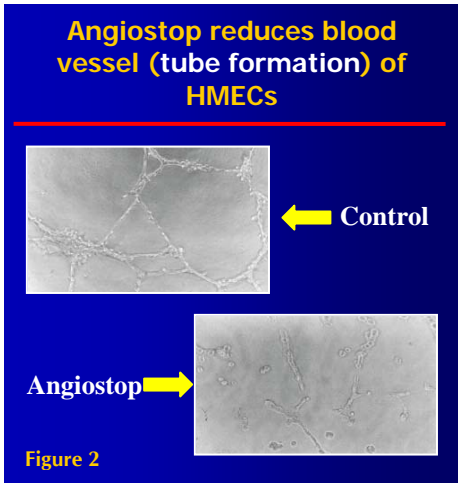 Angiostop reduces blood
vessel (tube formation) of
HMECs
Control
Angiostop
Figure 2